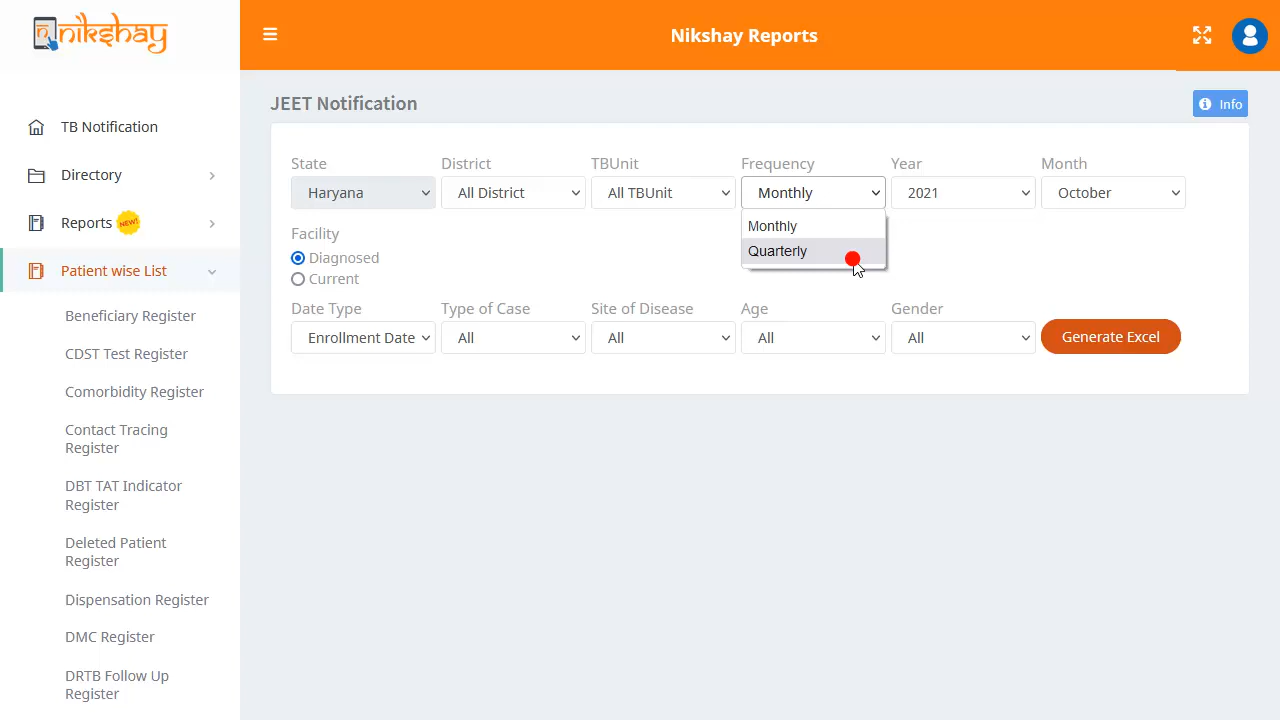 nikshay
Nikshay Reports
TB Notification
Directory
Reports NEW!
Patient wise List
Beneficiary Register
CDST Test Register
Comorbidity Register
Contact Tracing
Register
DBT TAT Indicator
Register
Deleted Patient
Register
Dispensation Register
DMC Register
DRTB Follow Up
Register
JEET Notification
Info
State
District
TBUnit
Frequency
Year
Month
Haryana
All District
All TBUnit
Monthly
2021
October
Monthly
Quarterly
Facility
Diagnosed
Current
Date Type
Type of Case
Site of Disease
Age
Gender
Enrollment Date
All
All
All
All
Generate Excel